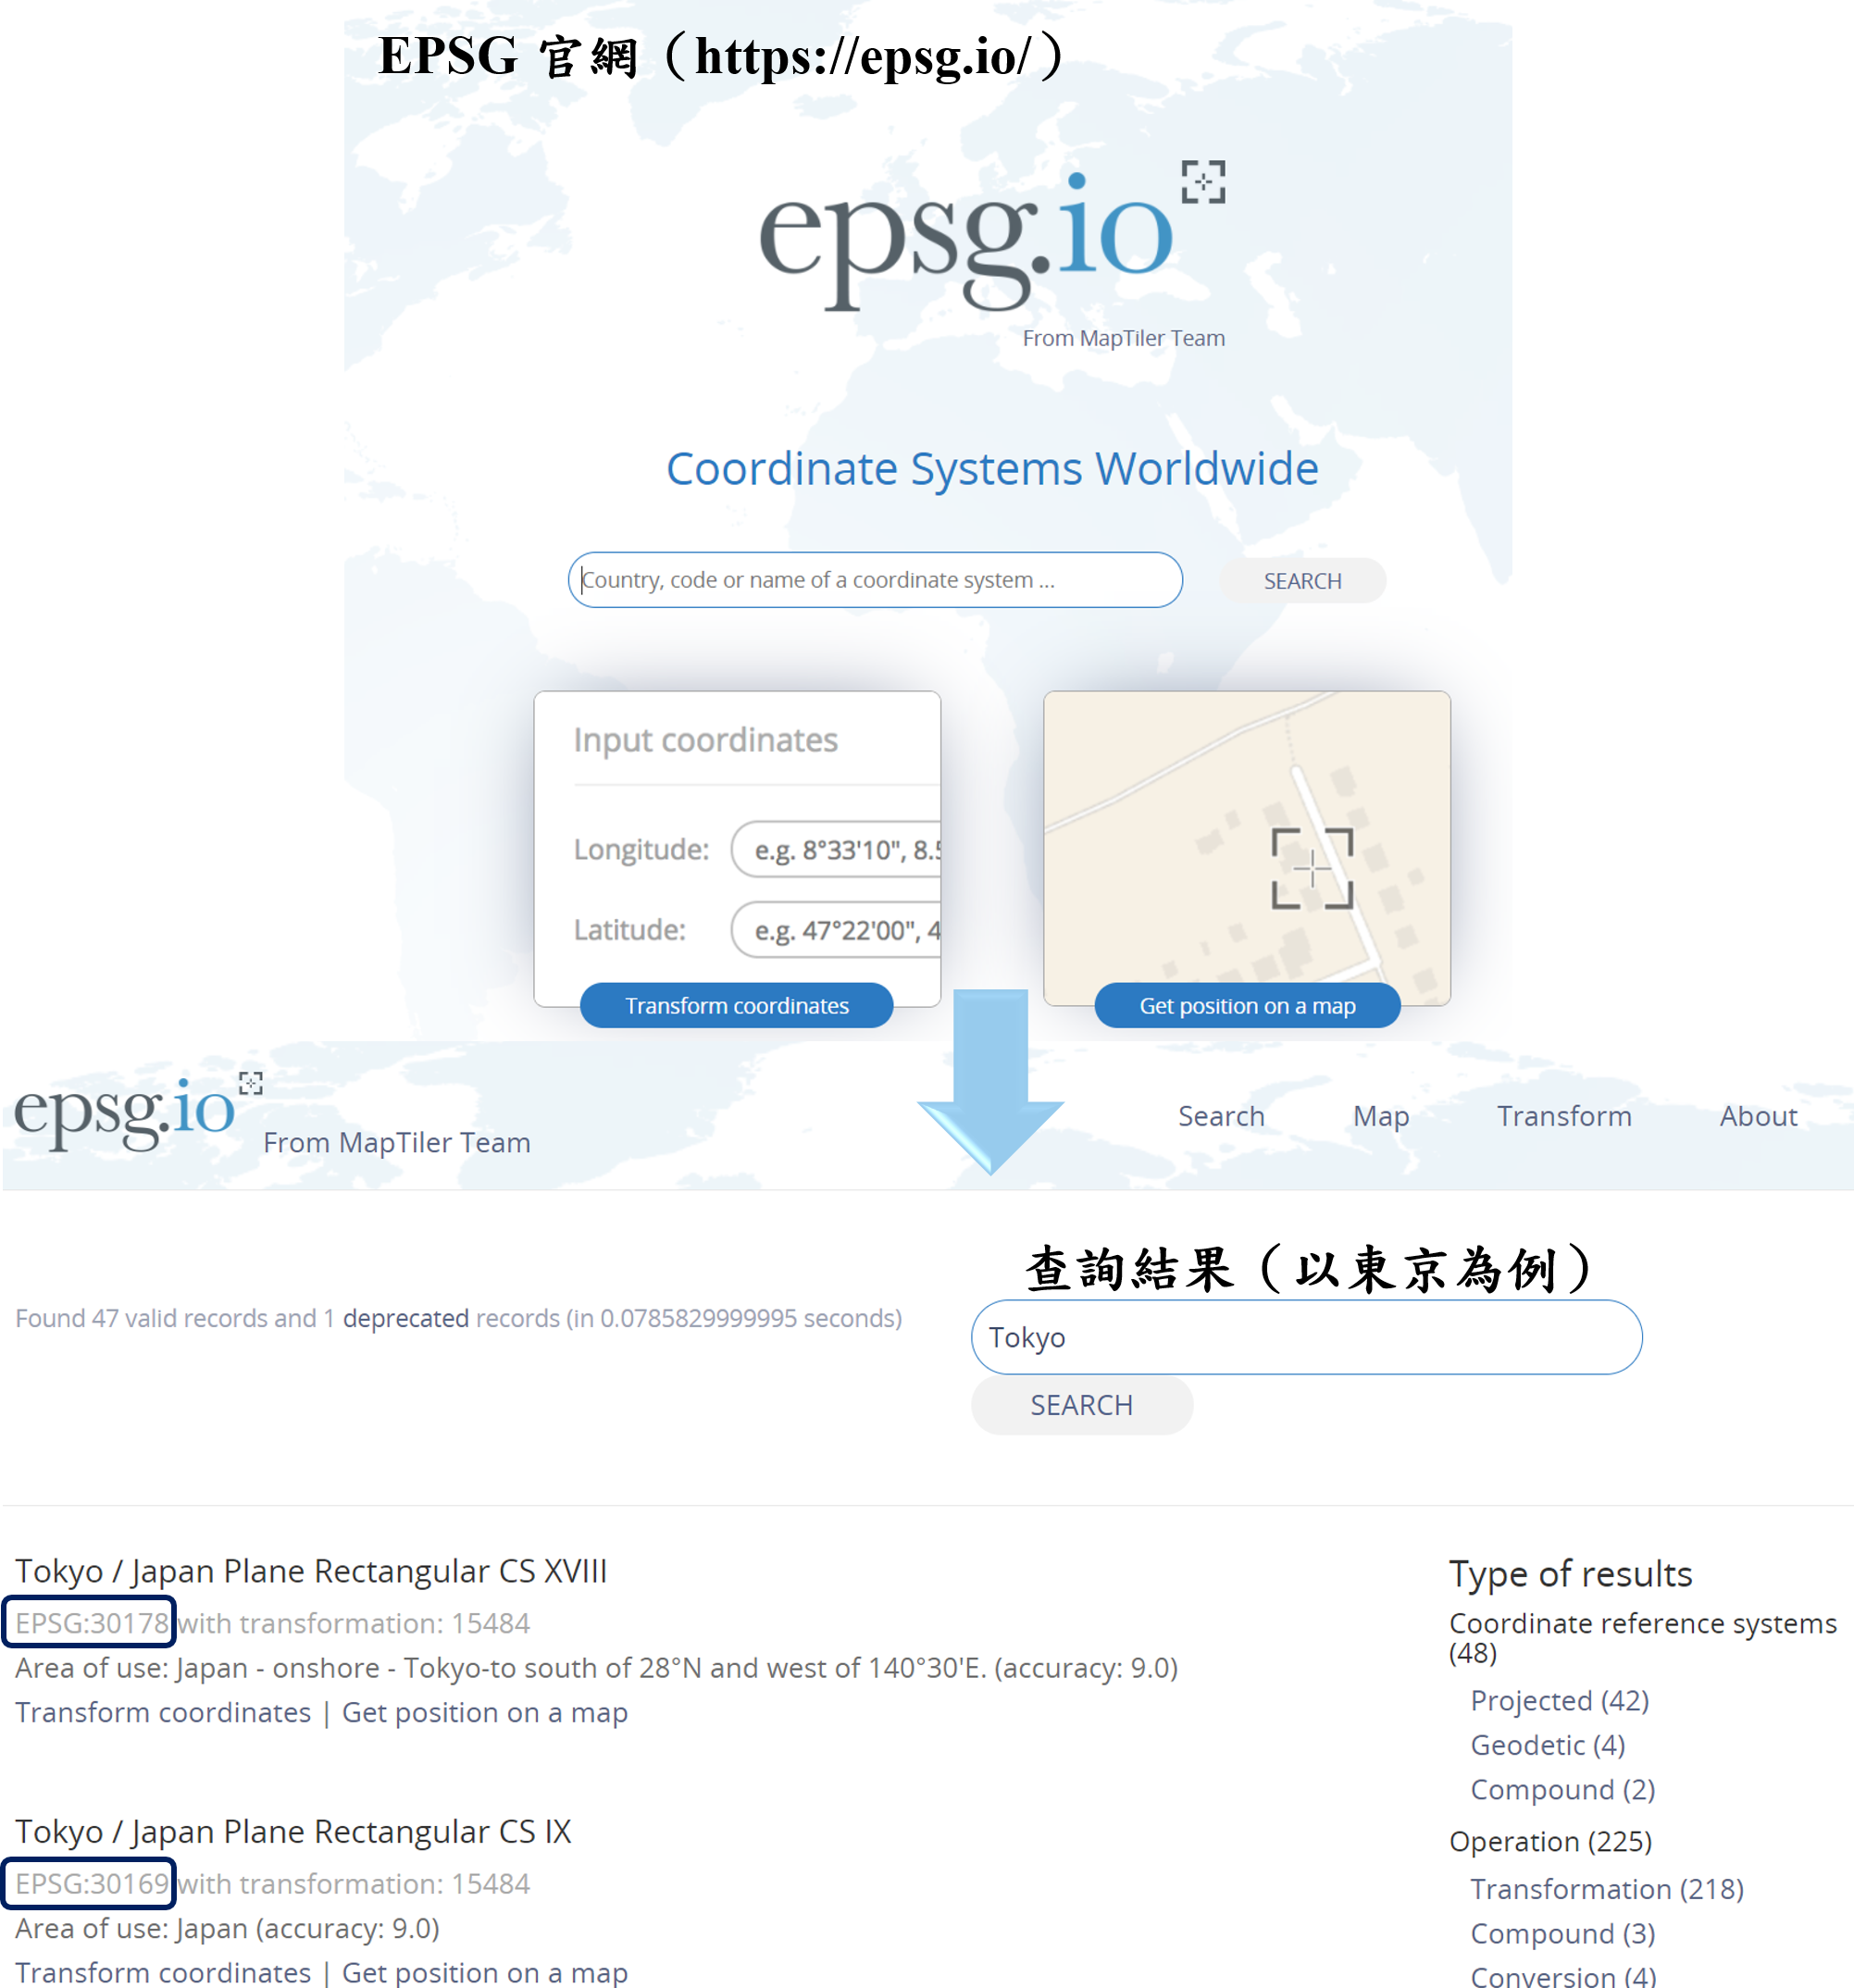 EPSG 官網（https://epsg.io/）
epsg.io
From MapTiler Team
Coordinate Systems Worldwide
Country, code or name of a coordinate system ...
SEARCH
Input coordinates
Longitude: e.g. 8°33'10", 8.5
Latitude: e.g. 47°22'00", 4
Transform coordinates
Get position on a map
epsg.io
From MapTiler Team
Search Map Transform About
查詢結果（以東京為例）
Found 47 valid records and 1 deprecated records (in 0.0785829999995 seconds)
Tokyo
SEARCH
Tokyo / Japan Plane Rectangular CS XVIII
EPSG:30178 with transformation: 15484
Area of use: Japan - onshore - Tokyo-to south of 28°N and west of 140°30'E. (accuracy: 9.0)
Transform coordinates | Get position on a map
Tokyo / Japan Plane Rectangular CS IX
EPSG:30169 with transformation: 15484
Area of use: Japan (accuracy: 9.0)
Transform coordinates | Get position on a map
Type of results
Coordinate reference systems
(48)
Projected (42)
Geodetic (4)
Compound (2)
Operation (225)
Transformation (218)
Compound (3)
Conversion (4)